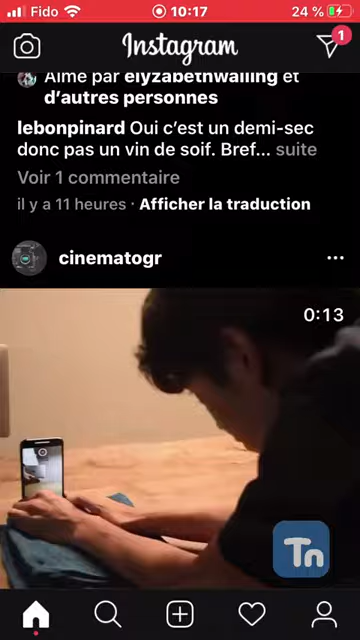 Fido 10:17 24 %
Instagram
1
Aimé par elyzabethwalling et
d’autres personnes
lebonpinard Oui c’est un demi-sec
donc pas un vin de soif. Bref... suite
Voir 1 commentaire
il y a 11 heures · Afficher la traduction
cinematogr
0:13
Tn